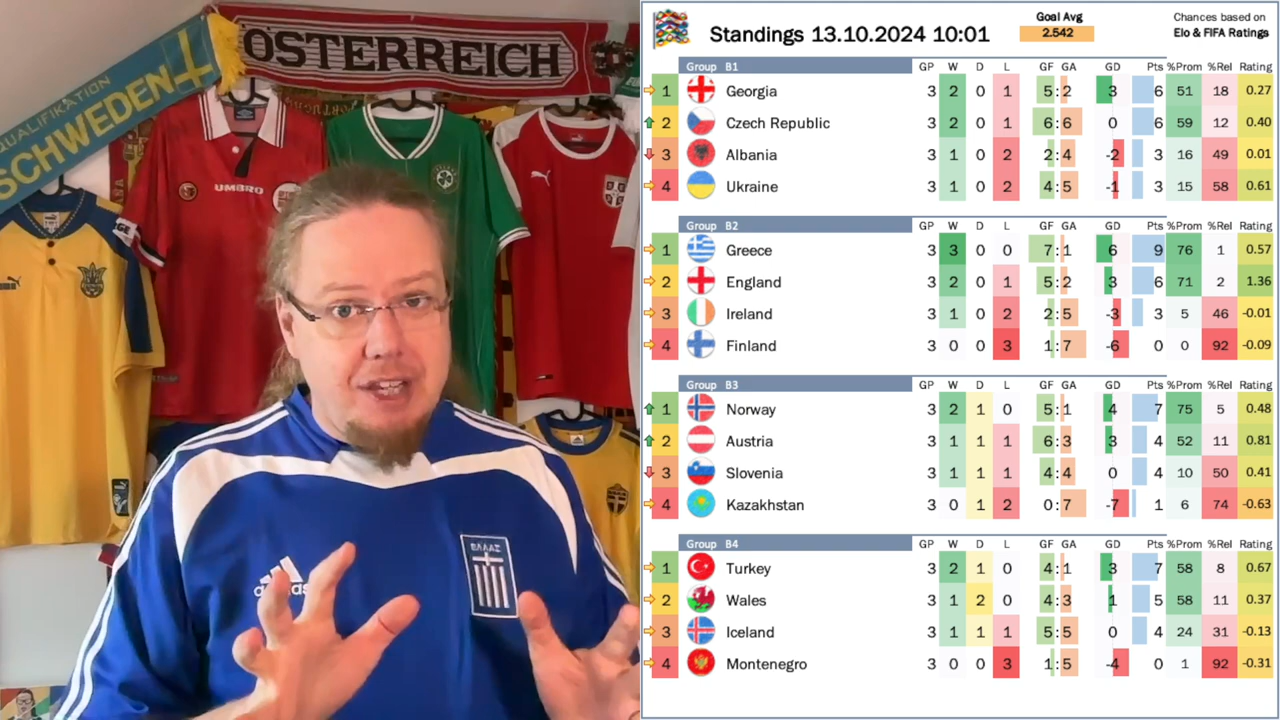 ÖSTERREICH
QUALIFIKATION
SCHWEDEN
UMBRO
ΕΛΛΑΣ
adidas
Standings 13.10.2024 10:01
Goal Avg
2.542
Chances based on
Elo & FIFA Ratings
Group B1 GP W D L GF GA GD Pts %Prom %Rel Rating
1 Georgia 3 2 0 1 5:2 3 6 51 18 0.27
2 Czech Republic 3 2 0 1 6:6 0 6 59 12 0.40
3 Albania 3 1 0 2 2:4 -2 3 16 49 0.01
4 Ukraine 3 1 0 2 4:5 -1 3 15 58 0.61
Group B2 GP W D L GF GA GD Pts %Prom %Rel Rating
1 Greece 3 3 0 0 7:1 6 9 76 1 0.57
2 England 3 2 0 1 5:2 3 6 71 2 1.36
3 Ireland 3 1 0 2 2:5 -3 3 5 46 -0.01
4 Finland 3 0 0 3 1:7 -6 0 0 92 -0.09
Group B3 GP W D L GF GA GD Pts %Prom %Rel Rating
1 Norway 3 2 1 0 5:1 4 7 75 5 0.48
2 Austria 3 1 1 1 6:3 3 4 52 11 0.81
3 Slovenia 3 1 1 1 4:4 0 4 10 50 0.41
4 Kazakhstan 3 0 1 2 0:7 -7 1 6 74 -0.63
Group B4 GP W D L GF GA GD Pts %Prom %Rel Rating
1 Turkey 3 2 1 0 4:1 3 7 58 8 0.67
2 Wales 3 1 2 0 4:3 1 5 58 11 0.37
3 Iceland 3 1 1 1 5:5 0 4 24 31 -0.13
4 Montenegro 3 0 0 3 1:5 -4 0 1 92 -0.31